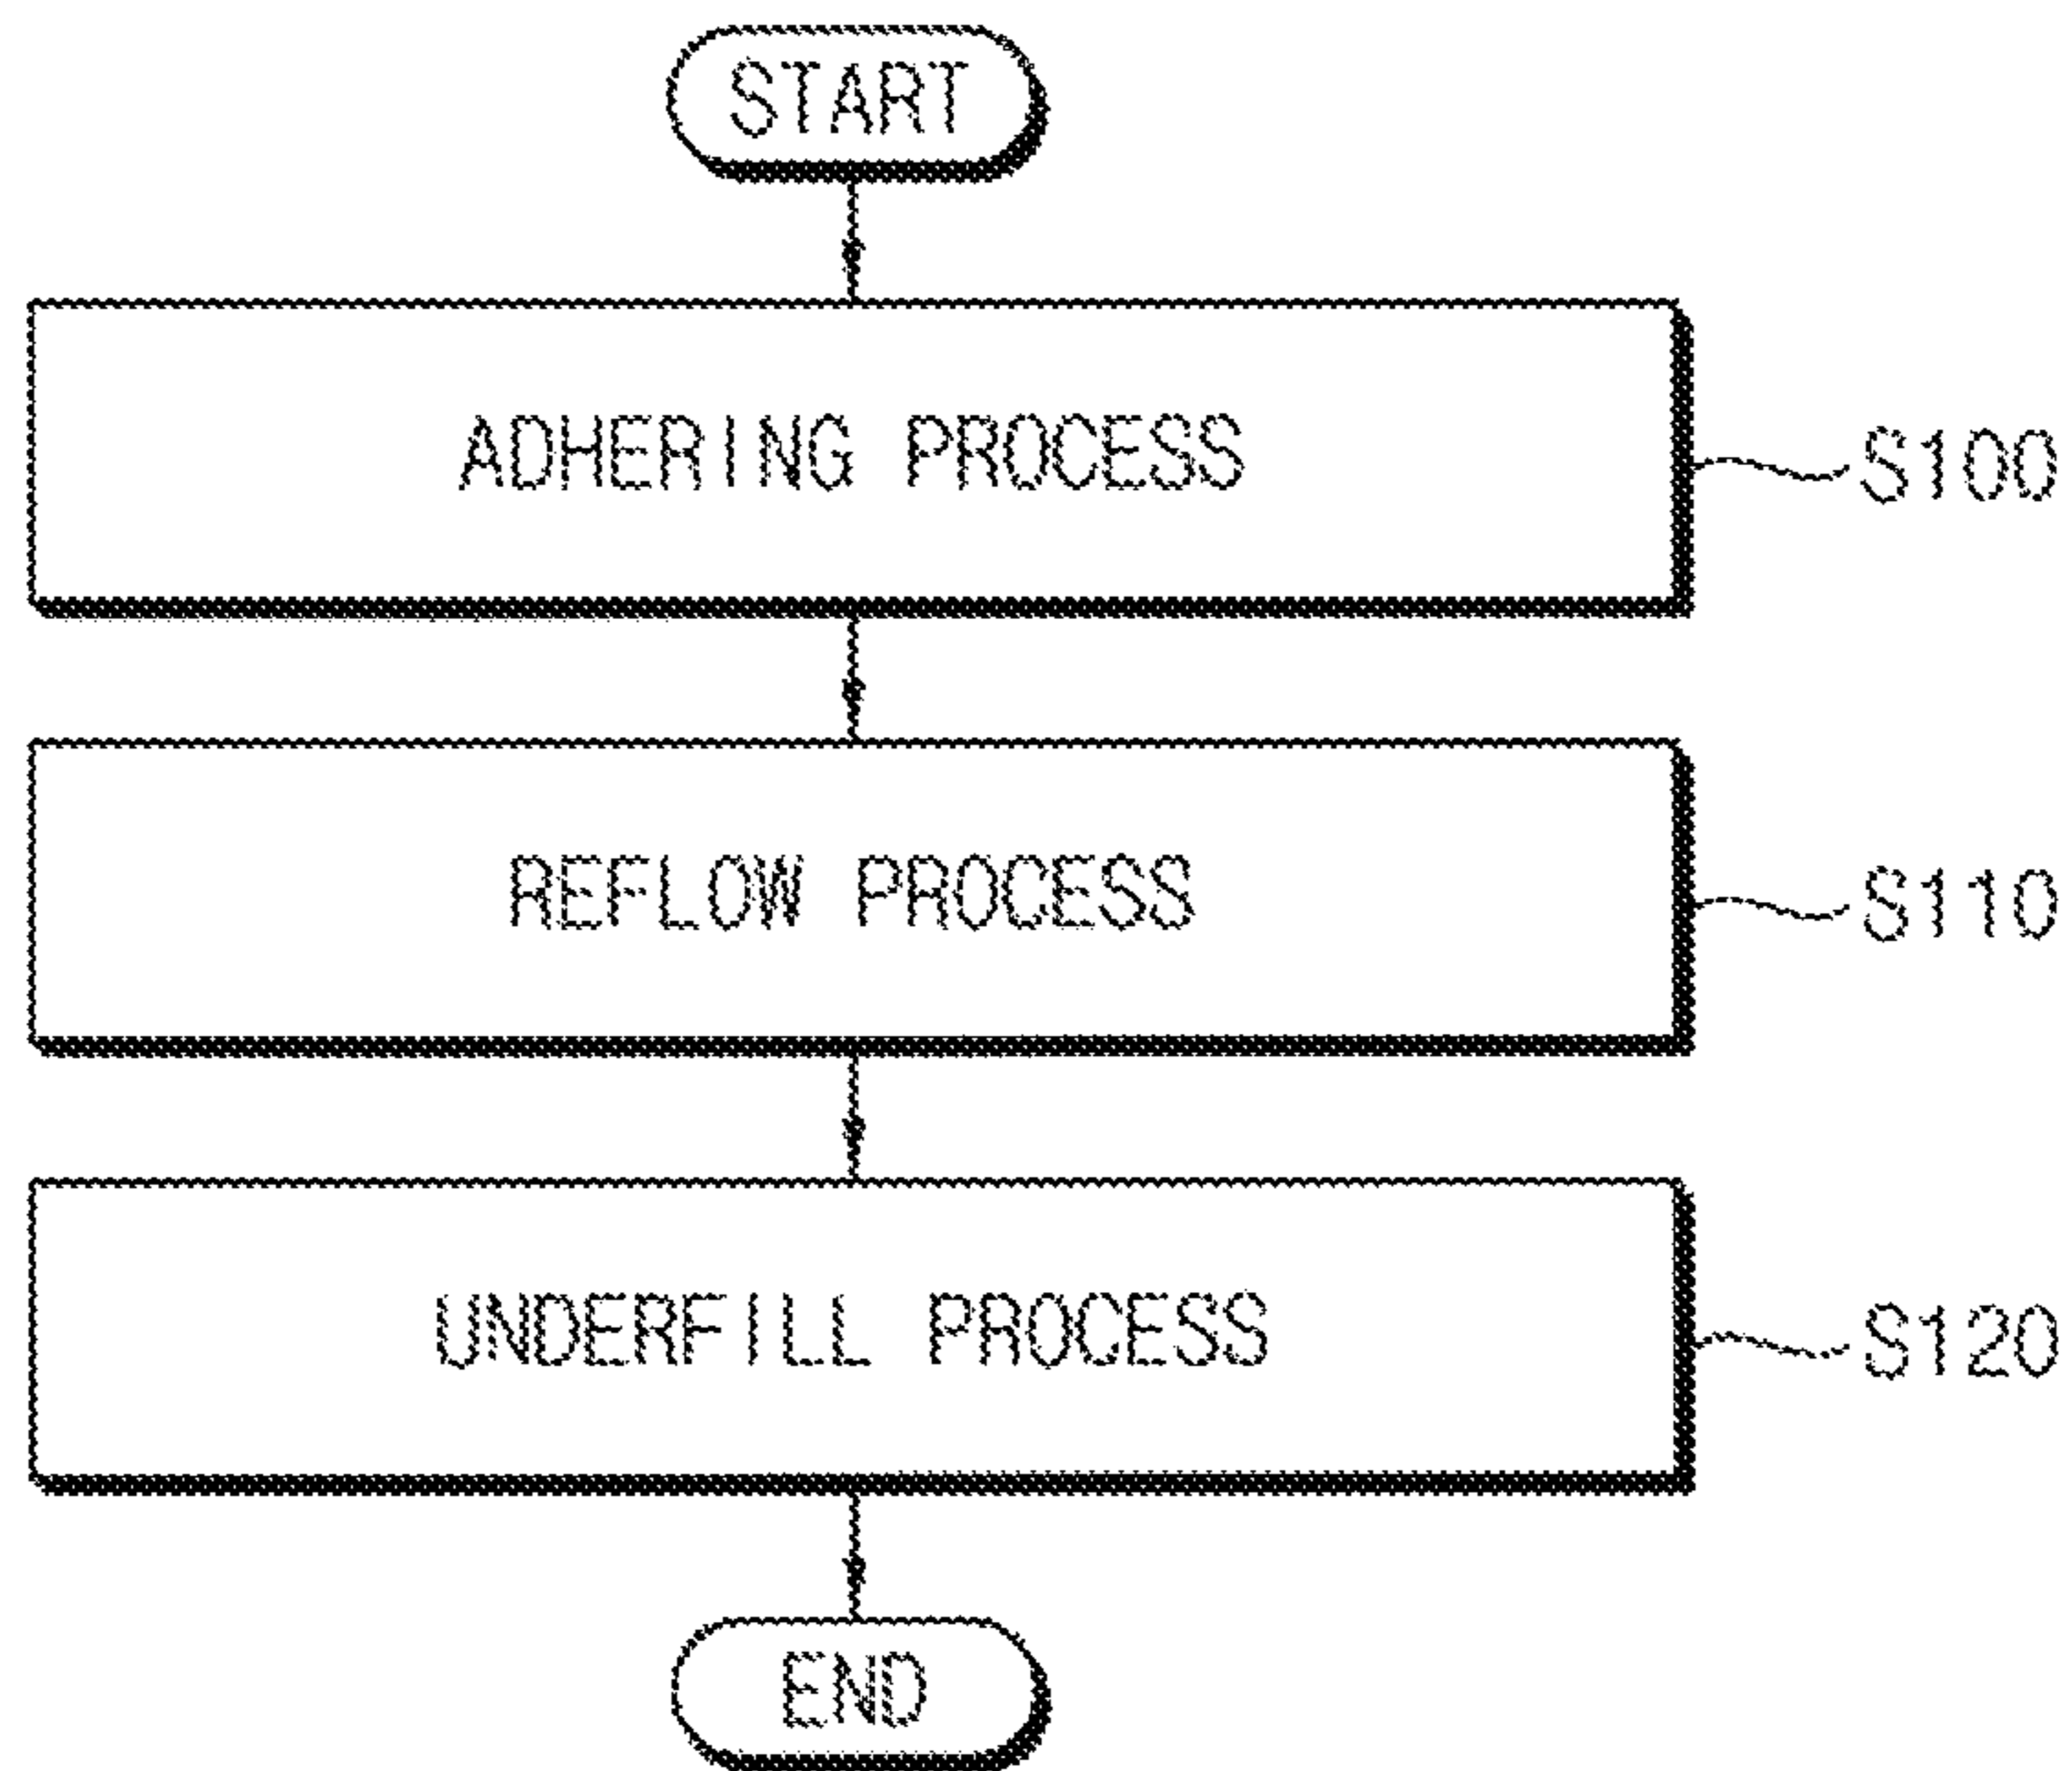 START
ADHERING PROCESS
S100
REFLOW PROCESS
S110
UNDERFILL PROCESS
S120
END